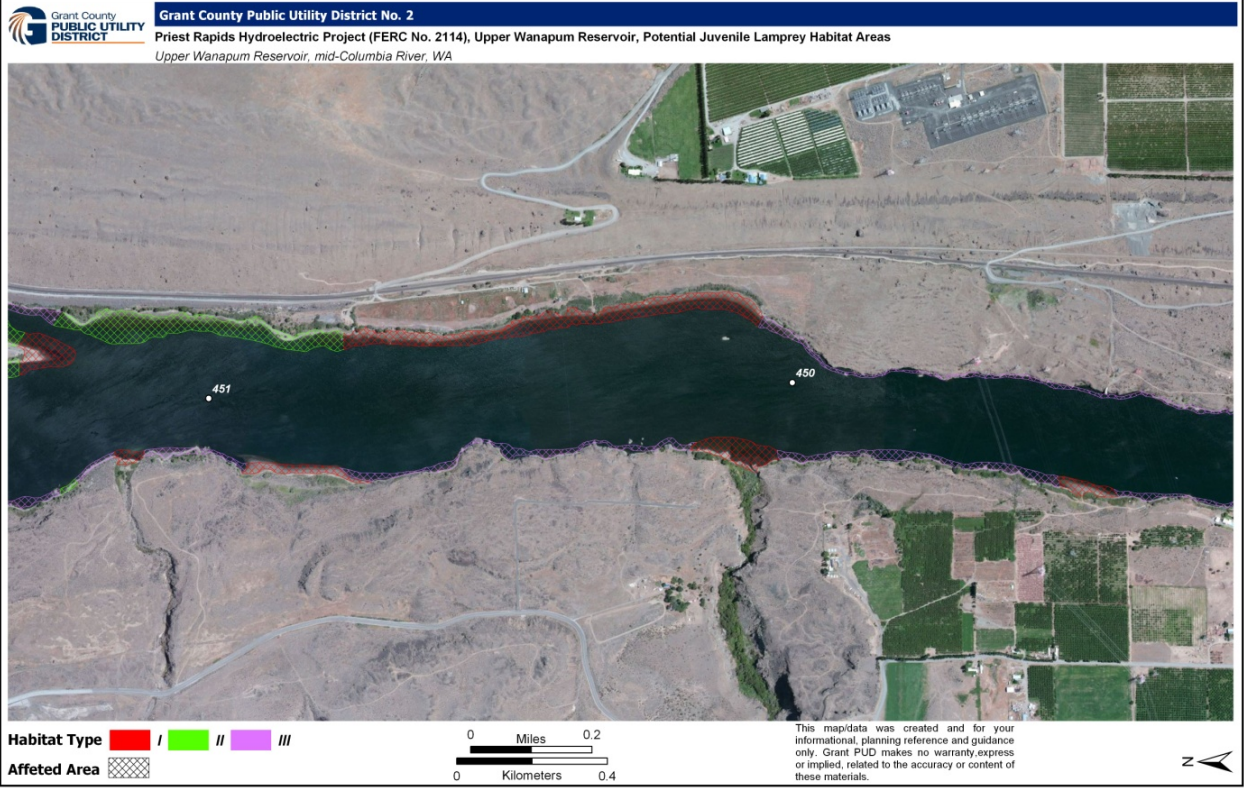 Grant County
PUBLIC UTILITY
DISTRICT
Grant County Public Utility District No. 2
Priest Rapids Hydroelectric Project (FERC No. 2114), Upper Wanapum Reservoir, Potential Juvenile Lamprey Habitat Areas
Upper Wanapum Reservoir, mid-Columbia River, WA
451
450
Habitat Type I II III
Affeted Area
0 Miles 0.2
0 Kilometers 0.4
This map/data was created and for your
informational, planning reference and guidance
only. Grant PUD makes no warranty,express
or implied, related to the accuracy or content of
these materials.
N